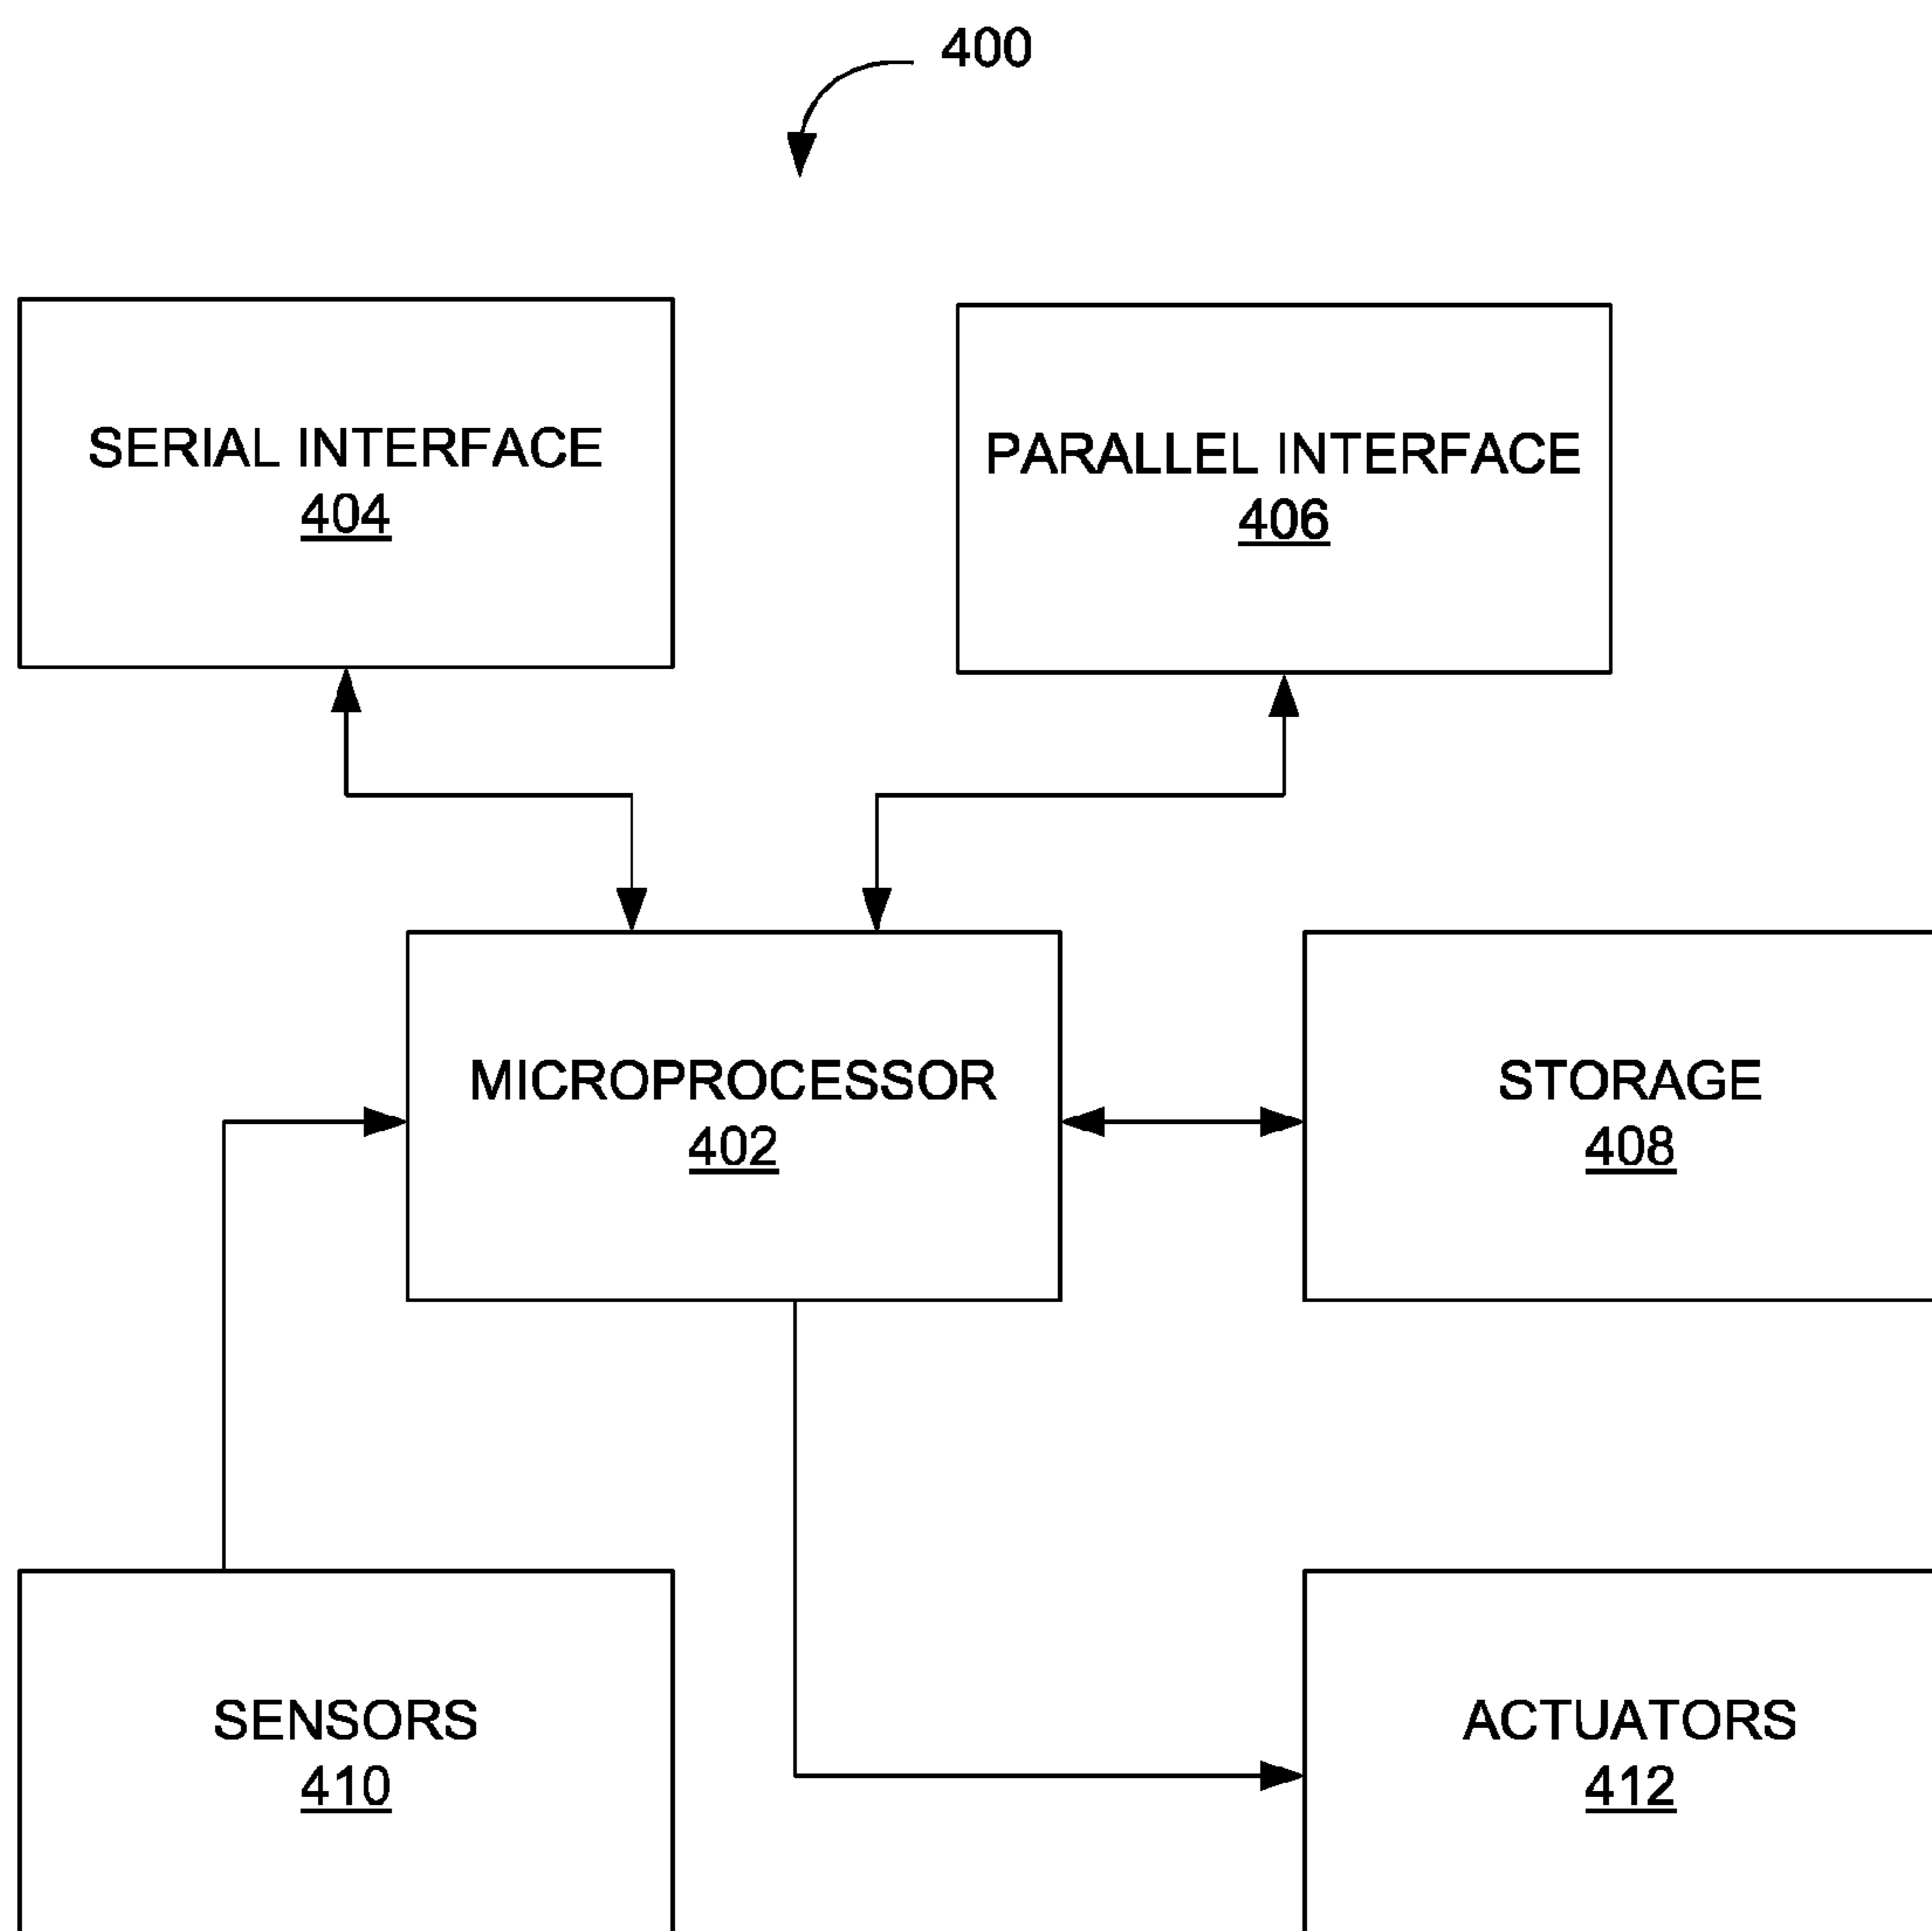 400
SERIAL INTERFACE
404
PARALLEL INTERFACE
406
MICROPROCESSOR
402
STORAGE
408
SENSORS
410
ACTUATORS
412